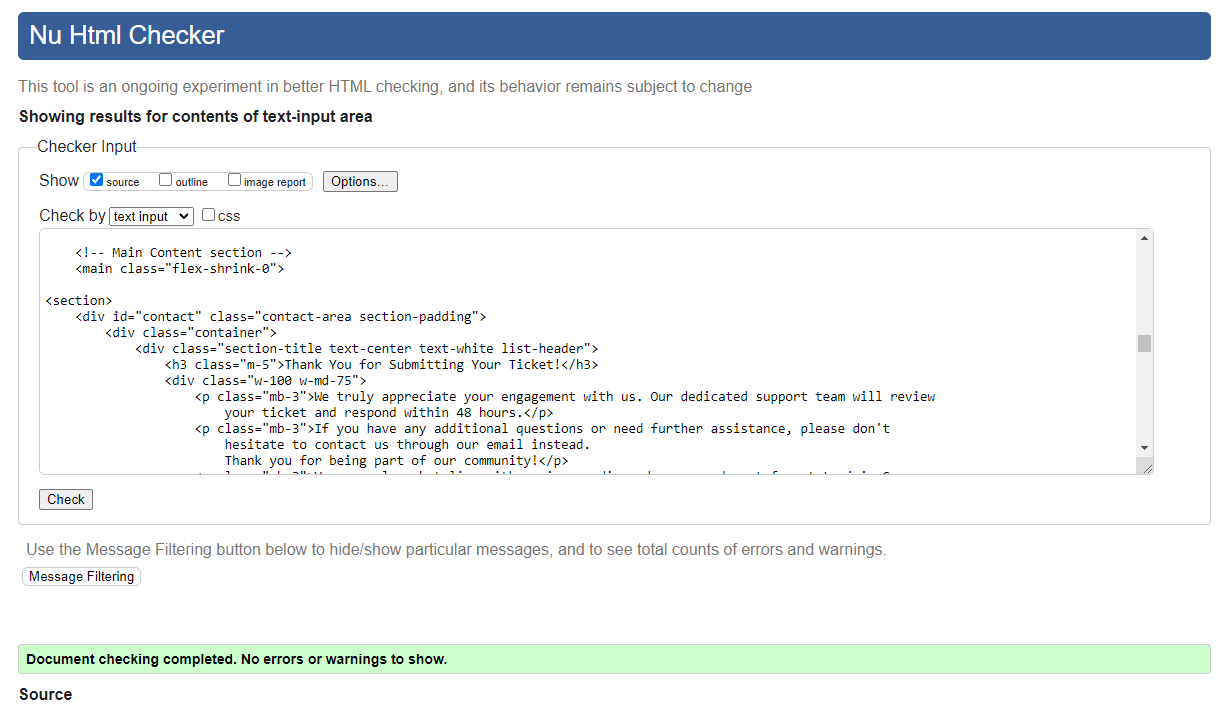 Nu Html Checker
This tool is an ongoing experiment in better HTML checking, and its behavior remains subject to change
Showing results for contents of text-input area
Checker Input
Show source outline image report Options...
Check by text input css
<!-- Main Content section -->
<main class="flex-shrink-0">
<section>
<div id="contact" class="contact-area section-padding">
<div class="container">
<div class="section-title text-center text-white list-header">
<h3 class="m-5">Thank You for Submitting Your Ticket!</h3>
<div class="w-100 w-md-75">
<p class="mb-3">We truly appreciate your engagement with us. Our dedicated support team will review
your ticket and respond within 48 hours.</p>
<p class="mb-3">If you have any additional questions or need further assistance, please don't
hesitate to contact us through our email instead.
Thank you for being part of our community!</p>
Check
Use the Message Filtering button below to hide/show particular messages, and to see total counts of errors and warnings.
Message Filtering
Document checking completed. No errors or warnings to show.
Source